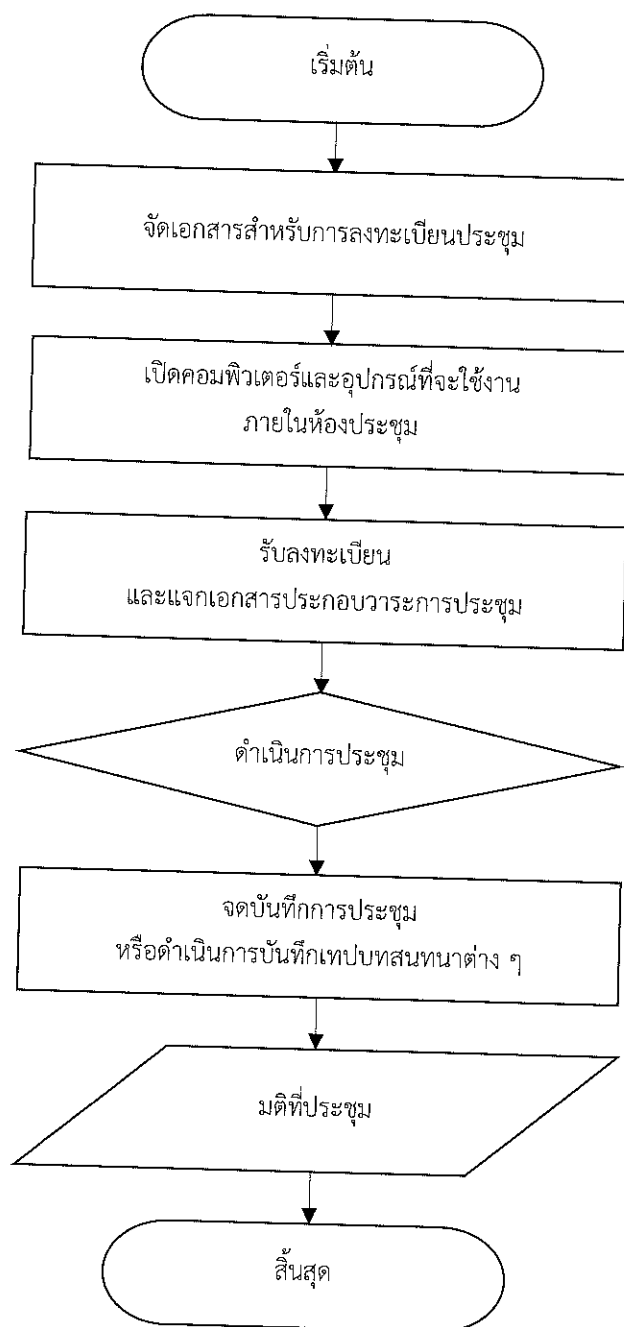 เริ่มต้น
จัดเอกสารสำหรับการลงทะเบียนประชุม
เปิดคอมพิวเตอร์และอุปกรณ์ที่จะใช้งาน
ภายในห้องประชุม
รับลงทะเบียน
และแจกเอกสารประกอบวาระการประชุม
ดำเนินการประชุม
จดบันทึกการประชุม
หรือดำเนินการบันทึกเทปบทสนทนาต่าง ๆ
มติที่ประชุม
สิ้นสุด